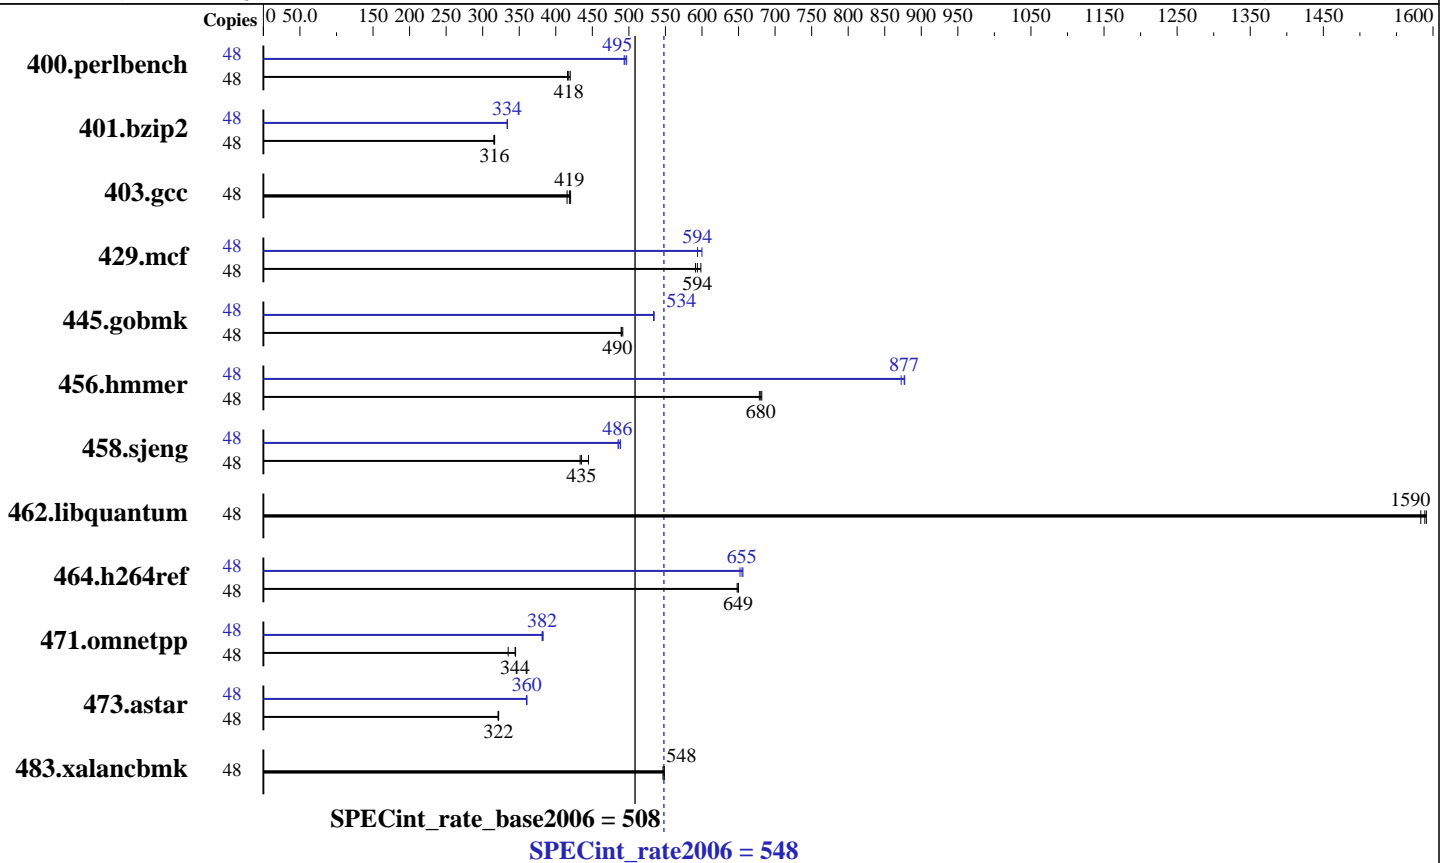 Copies 0 50.0 150 200 250 300 350 400 450 500 550 600 650 700 750 800 850 900 950 1050 1150 1250 1350 1450 1600
400.perlbench 48 495
48 418
401.bzip2 48 334
48 316
403.gcc 48 419
429.mcf 48 594
48 594
445.gobmk 48 534
48 490
456.hmmer 48 877
48 680
458.sjeng 48 486
48 435
462.libquantum 48 1590
464.h264ref 48 655
48 649
471.omnetpp 48 382
48 344
473.astar 48 360
48 322
483.xalancbmk 48 548
SPECint_rate_base2006 = 508
SPECint_rate2006 = 548